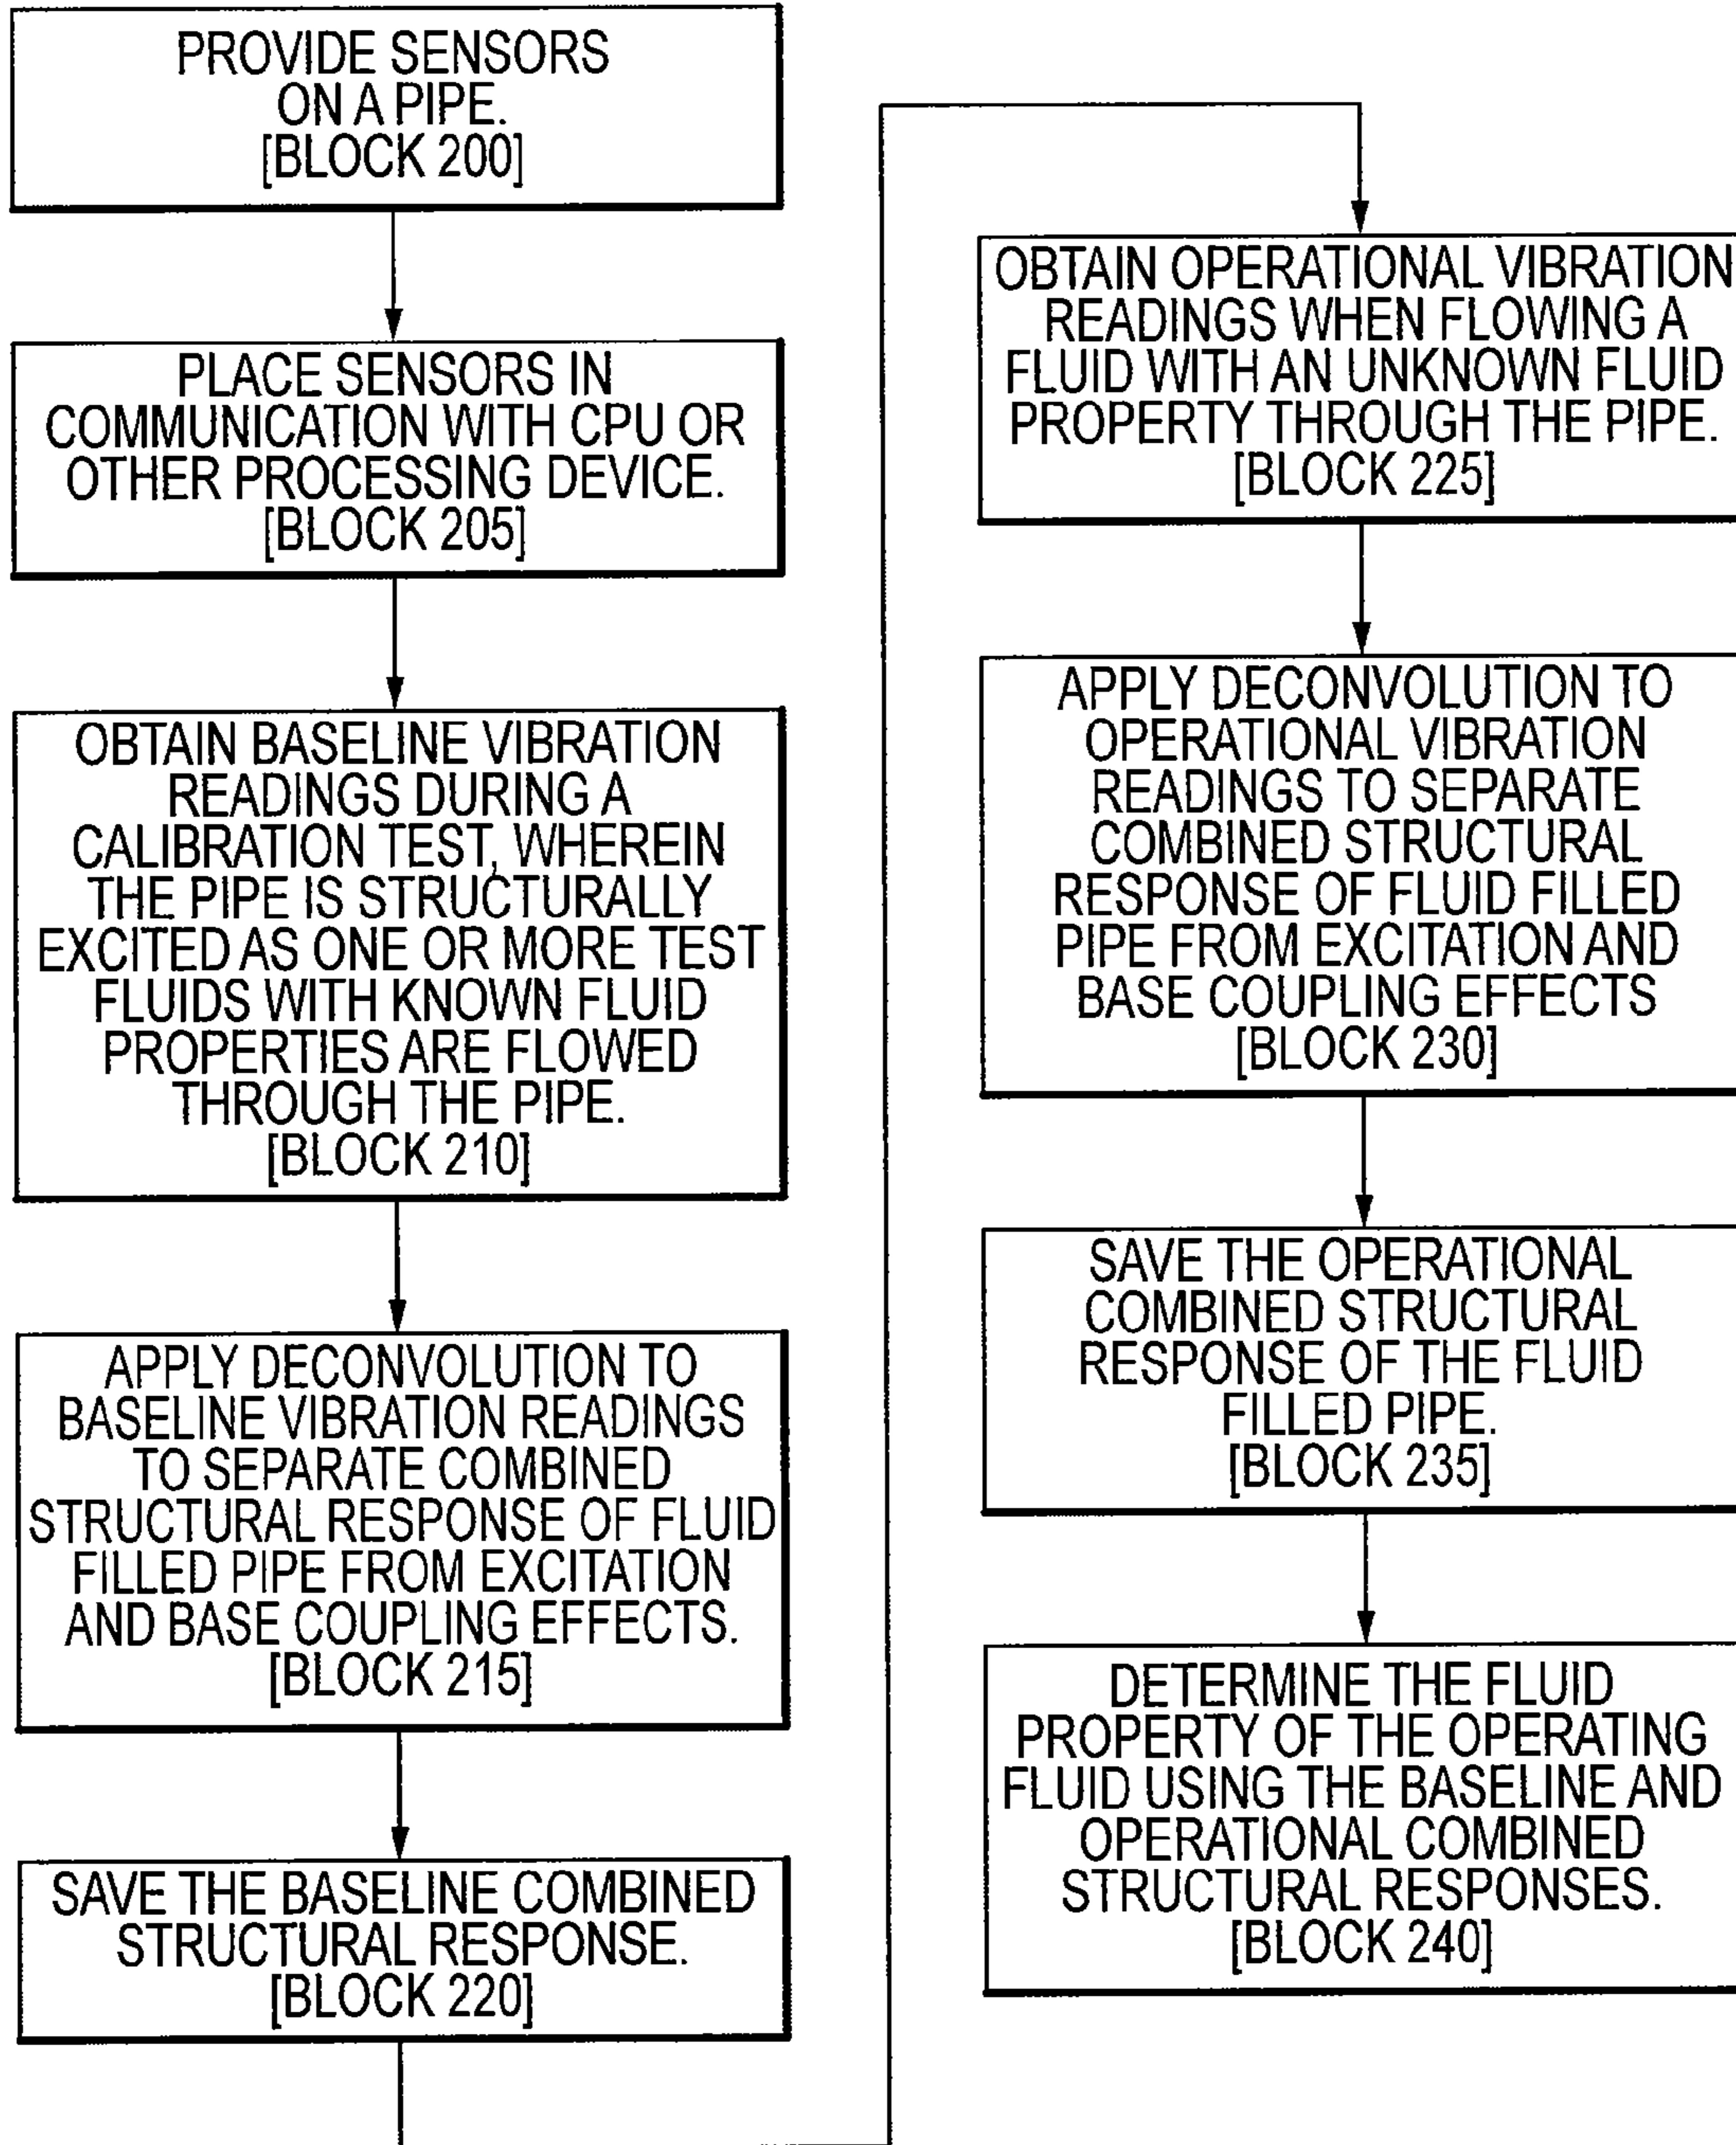 PROVIDE SENSORS
ON A PIPE.
[BLOCK 200]
PLACE SENSORS IN
COMMUNICATION WITH CPU OR
OTHER PROCESSING DEVICE.
[BLOCK 205]
OBTAIN BASELINE VIBRATION
READINGS DURING A
CALIBRATION TEST, WHEREIN
THE PIPE IS STRUCTURALLY
EXCITED AS ONE OR MORE TEST
FLUIDS WITH KNOWN FLUID
PROPERTIES ARE FLOWED
THROUGH THE PIPE.
[BLOCK 210]
APPLY DECONVOLUTION TO
BASELINE VIBRATION READINGS
TO SEPARATE COMBINED
STRUCTURAL RESPONSE OF FLUID
FILLED PIPE FROM EXCITATION
AND BASE COUPLING EFFECTS.
[BLOCK 215]
SAVE THE BASELINE COMBINED
STRUCTURAL RESPONSE.
[BLOCK 220]
OBTAIN OPERATIONAL VIBRATION
READINGS WHEN FLOWING A
FLUID WITH AN UNKNOWN FLUID
PROPERTY THROUGH THE PIPE.
[BLOCK 225]
APPLY DECONVOLUTION TO
OPERATIONAL VIBRATION
READINGS TO SEPARATE
COMBINED STRUCTURAL
RESPONSE OF FLUID FILLED
PIPE FROM EXCITATION AND
BASE COUPLING EFFECTS
[BLOCK 230]
SAVE THE OPERATIONAL
COMBINED STRUCTURAL
RESPONSE OF THE FLUID
FILLED PIPE.
[BLOCK 235]
DETERMINE THE FLUID
PROPERTY OF THE OPERATING
FLUID USING THE BASELINE AND
OPERATIONAL COMBINED
STRUCTURAL RESPONSES.
[BLOCK 240]